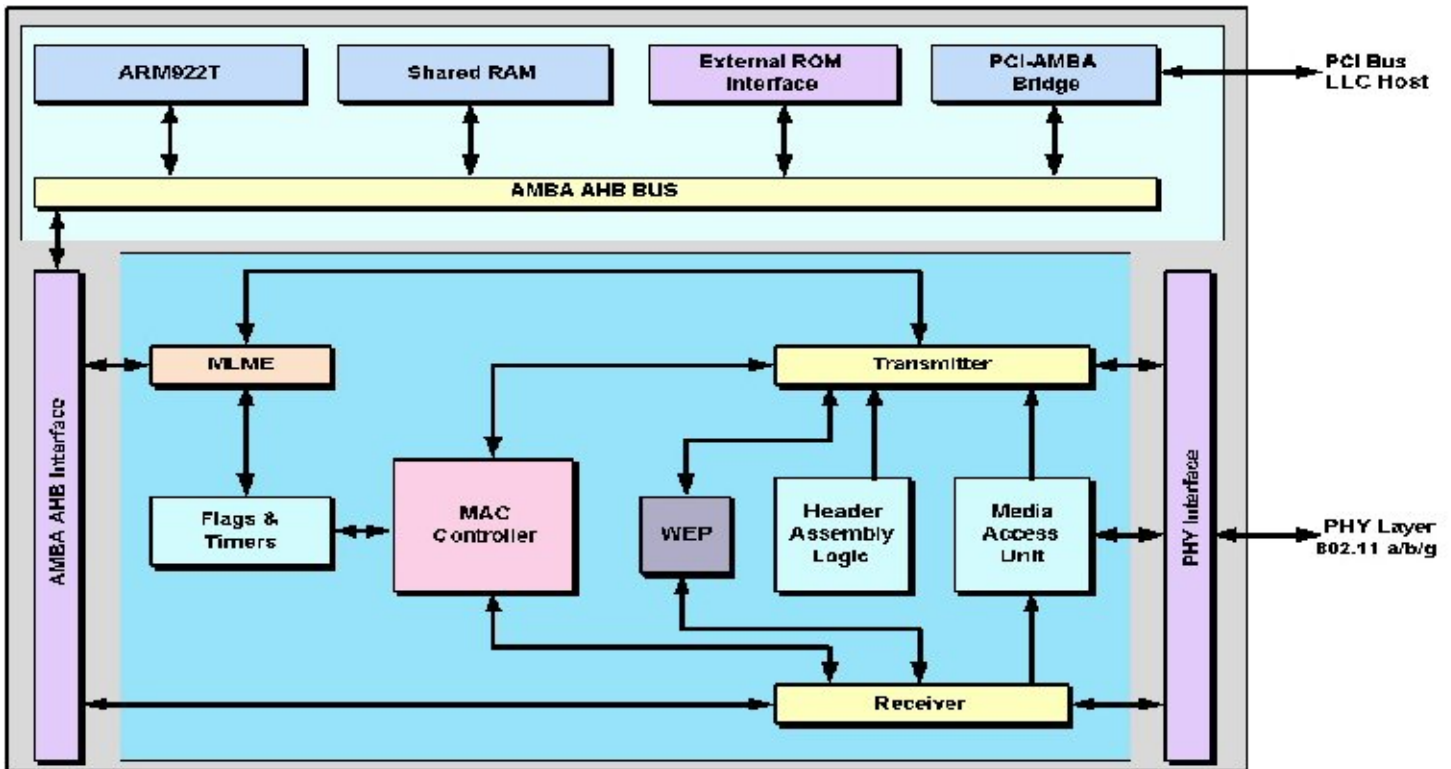 ARM922T
Shared RAM
External ROM
Interface
PCI-AMBA
Bridge
PCI Bus
LLC Host
AMBA AHB BUS
AMBA AHB Interface
MLME
Transmitter
PHY Interface
Flags &
Timers
MAC
Controller
WEP
Header
Assembly
Logic
Media
Access
Unit
PHY Layer
802.11 a/b/g
Receiver